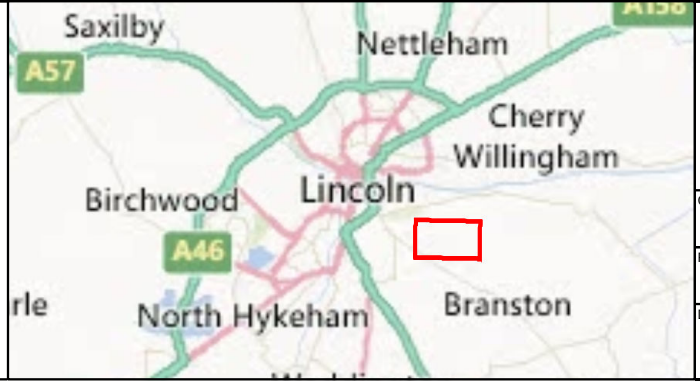 A158
Saxilby
Nettleham
A57
Cherry
Willingham
Birchwood
Lincoln
A46
rle
North Hykeham
Branston